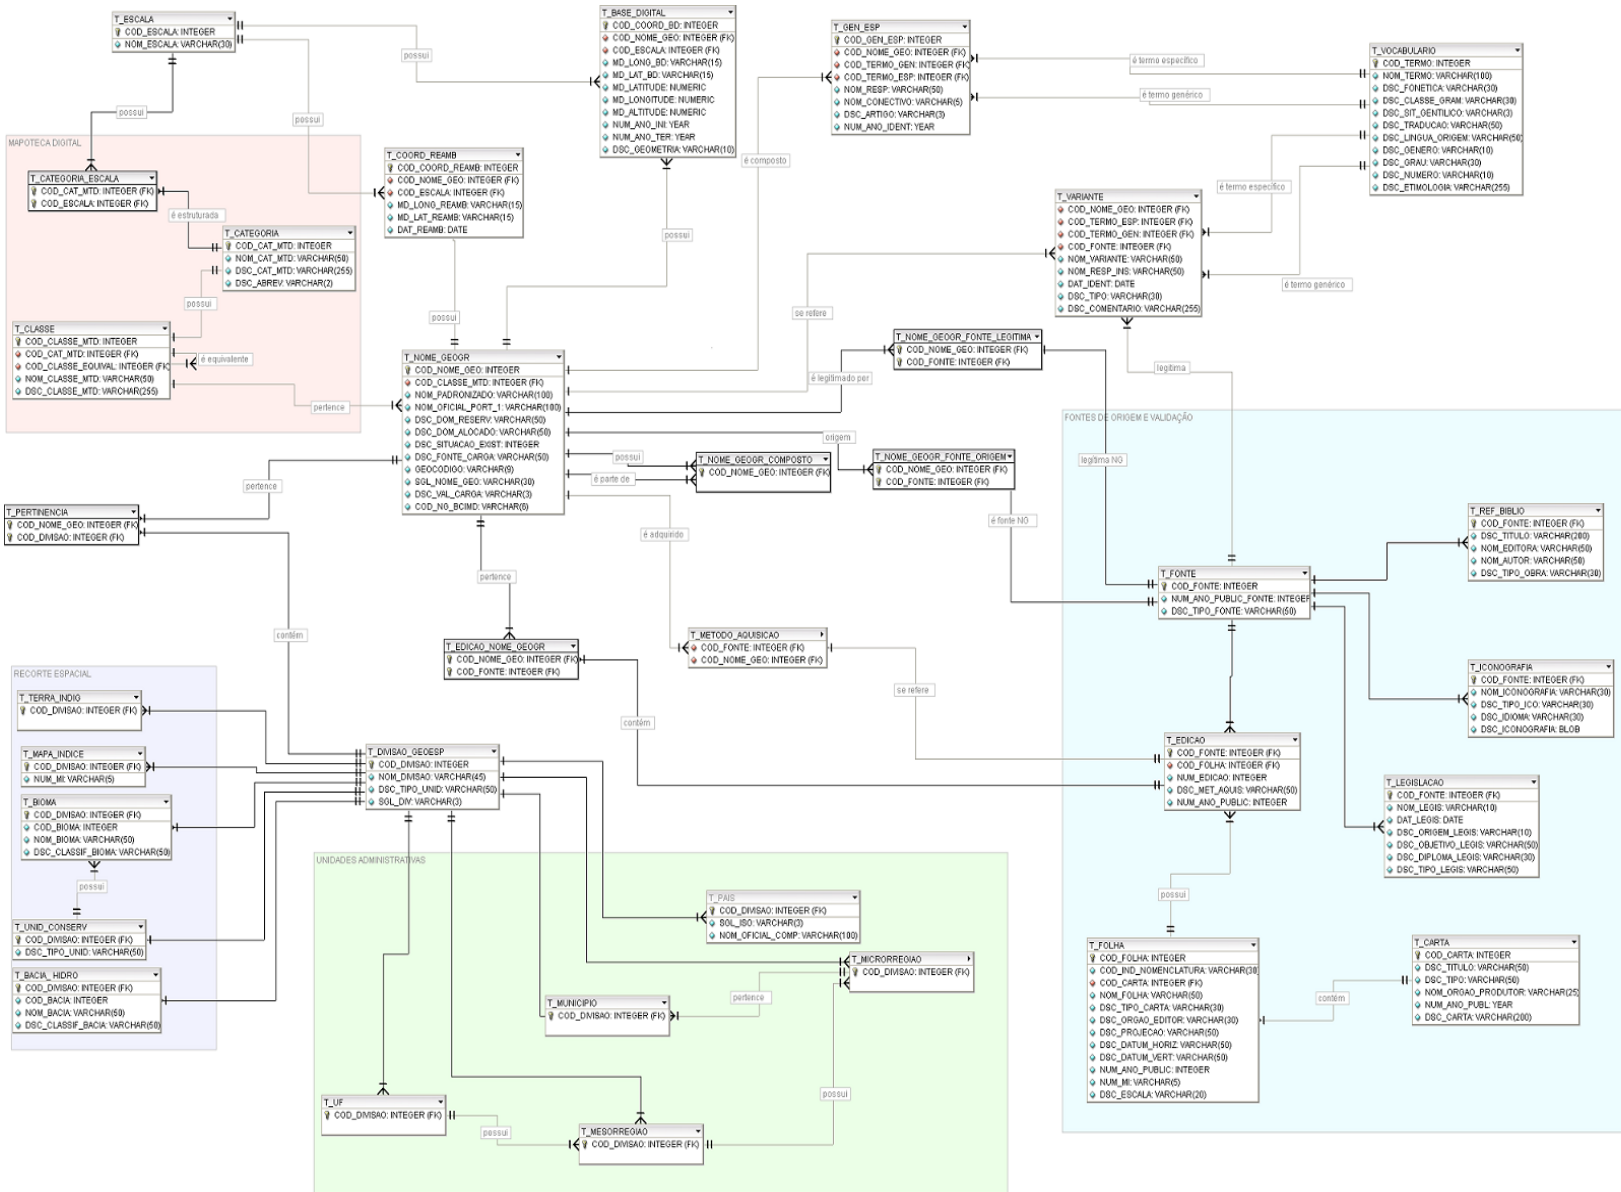 T_ESCALA
COD_ESCALA: INTEGER
NOM_ESCALA: VARCHAR(30)
possui
possui
possui
T_BASE_DIGITAL
COD_COORD_BD: INTEGER
COD_NOME_GEO: INTEGER (FK)
COD_ESCALA: INTEGER (FK)
MD_LONG_BD: VARCHAR(15)
MD_LAT_BD: VARCHAR(15)
MD_LATITUDE: NUMERIC
MD_LONGITUDE: NUMERIC
MD_ALTITUDE: NUMERIC
NUM_ANO_INI: YEAR
NUM_ANO_TER: YEAR
DSC_GEOMETRIA: VARCHAR(10)
possui
T_GEN_ESP
COD_GEN_ESP: INTEGER
COD_NOME_GEO: INTEGER (FK)
COD_TERMO_GEN: INTEGER (FK)
COD_TERMO_ESP: INTEGER (FK)
NOM_RESP: VARCHAR(50)
NOM_CONECTIVO: VARCHAR(5)
DSC_ARTIGO: VARCHAR(3)
NUM_ANO_IDENT: YEAR
é composto
é termo específico
é termo genérico
T_VOCABULARIO
COD_TERMO: INTEGER
NOM_TERMO: VARCHAR(100)
DSC_FONETICA: VARCHAR(30)
DSC_CLASSE_GRAM: VARCHAR(30)
DSC_SIT_GENTILICO: VARCHAR(3)
DSC_TRADUCAO: VARCHAR(50)
DSC_LINGUA_ORIGEM: VARCHAR(50)
DSC_GENERO: VARCHAR(10)
DSC_GRAU: VARCHAR(30)
DSC_NUMERO: VARCHAR(10)
DSC_ETIMOLOGIA: VARCHAR(255)
é termo específico
é termo genérico
MAPOTECA DIGITAL
T_CATEGORIA_ESCALA
COD_CAT_MTD: INTEGER (FK)
COD_ESCALA: INTEGER (FK)
é estruturada
T_CATEGORIA
COD_CAT_MTD: INTEGER
NOM_CAT_MTD: VARCHAR(50)
DSC_CAT_MTD: VARCHAR(255)
DSC_ABREV: VARCHAR(2)
possui
T_CLASSE
COD_CLASSE_MTD: INTEGER
COD_CAT_MTD: INTEGER (FK)
COD_CLASSE_EQUIVAL: INTEGER (FK)
NOM_CLASSE_MTD: VARCHAR(50)
DSC_CLASSE_MTD: VARCHAR(255)
é equivalente
pertence
T_COORD_REAMB
COD_COORD_REAMB: INTEGER
COD_NOME_GEO: INTEGER (FK)
COD_ESCALA: INTEGER (FK)
MD_LONG_REAMB: VARCHAR(15)
MD_LAT_REAMB: VARCHAR(15)
DAT_REAMB: DATE
possui
T_VARIANTE
COD_NOME_GEO: INTEGER (FK)
COD_TERMO_ESP: INTEGER (FK)
COD_TERMO_GEN: INTEGER (FK)
COD_FONTE: INTEGER (FK)
NOM_VARIANTE: VARCHAR(50)
NOM_RESP_INS: VARCHAR(50)
DAT_IDENT: DATE
DSC_TIPO: VARCHAR(30)
DSC_COMENTARIO: VARCHAR(255)
se refere
legitima
T_NOME_GEOGR
COD_NOME_GEO: INTEGER
COD_CLASSE_MTD: INTEGER (FK)
NOM_PADRONIZADO: VARCHAR(100)
NOM_OFICIAL_PORT_1: VARCHAR(100)
DSC_DOM_RESERV: VARCHAR(50)
DSC_DOM_ALOCADO: VARCHAR(50)
DSC_SITUACAO_EXIST: INTEGER
DSC_FONTE_CARGA: VARCHAR(50)
GEOCODIGO: VARCHAR(9)
SGL_NOME_GEO: VARCHAR(30)
DSC_VAL_CARGA: VARCHAR(3)
COD_NG_BCIMD: VARCHAR(6)
T_NOME_GEOGR_FONTE_LEGITIMA
COD_NOME_GEO: INTEGER (FK)
COD_FONTE: INTEGER (FK)
é legitimado por
origem
possui
é parte de
T_NOME_GEOGR_COMPOSTO
COD_NOME_GEO: INTEGER (FK)
T_NOME_GEOGR_FONTE_ORIGEM
COD_NOME_GEO: INTEGER (FK)
COD_FONTE: INTEGER (FK)
é fonte NG
é adquirido
pertence
FONTES DE ORIGEM E VALIDAÇÃO
legítima NG
T_PERTINENCIA
COD_NOME_GEO: INTEGER (FK)
COD_DIVISAO: INTEGER (FK)
pertence
contém
T_REF_BIBLIO
COD_FONTE: INTEGER (FK)
DSC_TITULO: VARCHAR(200)
NOM_EDITORA: VARCHAR(50)
NOM_AUTOR: VARCHAR(50)
DSC_TIPO_OBRA: VARCHAR(30)
T_FONTE
COD_FONTE: INTEGER
NUM_ANO_PUBLIC_FONTE: INTEGER
DSC_TIPO_FONTE: VARCHAR(50)
T_EDICAO_NOME_GEOGR
COD_NOME_GEO: INTEGER (FK)
COD_FONTE: INTEGER (FK)
contém
T_METODO_AQUISICAO
COD_FONTE: INTEGER (FK)
COD_NOME_GEO: INTEGER (FK)
se refere
T_ICONOGRAFIA
COD_FONTE: INTEGER (FK)
NOM_ICONOGRAFIA: VARCHAR(30)
DSC_TIPO_ICO: VARCHAR(30)
DSC_IDIOMA: VARCHAR(30)
DSC_ICONOGRAFIA: BLOB
T_EDICAO
COD_FONTE: INTEGER (FK)
COD_FOLHA: INTEGER (FK)
NUM_EDICAO: INTEGER
DSC_MET_AQUIS: VARCHAR(50)
NUM_ANO_PUBLIC: INTEGER
possui
T_LEGISLACAO
COD_FONTE: INTEGER (FK)
NOM_LEGIS: VARCHAR(10)
DAT_LEGIS: DATE
DSC_ORIGEM_LEGIS: VARCHAR(10)
DSC_OBJETIVO_LEGIS: VARCHAR(50)
DSC_DIPLOMA_LEGIS: VARCHAR(30)
DSC_TIPO_LEGIS: VARCHAR(50)
RECORTE ESPACIAL
T_TERRA_INDIG
COD_DIVISAO: INTEGER (FK)
T_MAPA_INDICE
COD_DIVISAO: INTEGER (FK)
NUM_MI: VARCHAR(5)
T_BIOMA
COD_DIVISAO: INTEGER (FK)
COD_BIOMA: INTEGER
NOM_BIOMA: VARCHAR(50)
DSC_CLASSIF_BIOMA: VARCHAR(50)
possui
T_UNID_CONSERV
COD_DIVISAO: INTEGER (FK)
DSC_TIPO_UNID: VARCHAR(50)
T_BACIA_HIDRO
COD_DIVISAO: INTEGER (FK)
COD_BACIA: INTEGER
NOM_BACIA: VARCHAR(50)
DSC_CLASSIF_BACIA: VARCHAR(50)
T_DIVISAO_GEOESP
COD_DIVISAO: INTEGER
NOM_DIVISAO: VARCHAR(45)
DSC_TIPO_UNID: VARCHAR(50)
SGL_DIV: VARCHAR(3)
UNIDADES ADMINISTRATIVAS
T_PAIS
COD_DIVISAO: INTEGER (FK)
SGL_ISO: VARCHAR(3)
NOM_OFICIAL_COMP: VARCHAR(100)
T_MICRORREGIAO
COD_DIVISAO: INTEGER (FK)
pertence
T_MUNICIPIO
COD_DIVISAO: INTEGER (FK)
possui
T_UF
COD_DIVISAO: INTEGER (FK)
possui
T_MESORREGIAO
COD_DIVISAO: INTEGER (FK)
T_FOLHA
COD_FOLHA: INTEGER
COD_IND_NOMENCLATURA: VARCHAR(30)
COD_CARTA: INTEGER (FK)
NOM_FOLHA: VARCHAR(50)
DSC_TIPO_CARTA: VARCHAR(30)
DSC_ORGAO_EDITOR: VARCHAR(30)
DSC_PROJECAO: VARCHAR(50)
DSC_DATUM_HORIZ: VARCHAR(50)
DSC_DATUM_VERT: VARCHAR(50)
NUM_ANO_PUBLIC: INTEGER
NUM_MI: VARCHAR(5)
DSC_ESCALA: VARCHAR(20)
contém
T_CARTA
COD_CARTA: INTEGER
DSC_TITULO: VARCHAR(50)
DSC_TIPO: VARCHAR(50)
NOM_ORGAO_PRODUTOR: VARCHAR(25)
NUM_ANO_PUBL: YEAR
DSC_CARTA: VARCHAR(200)